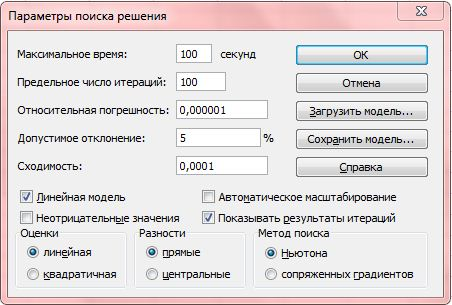 Параметры поиска решения
Максимальное время: 100 секунд OK
Предельное число итераций: 100 Отмена
Относительная погрешность: 0,000001 Загрузить модель...
Допустимое отклонение: 5 % Сохранить модель...
Сходимость: 0,0001 Справка
Линейная модель Автоматическое масштабирование
Неотрицательные значения Показывать результаты итераций
Оценки Разности Метод поиска
линейная прямые Ньютона
квадратичная центральные сопряженных градиентов